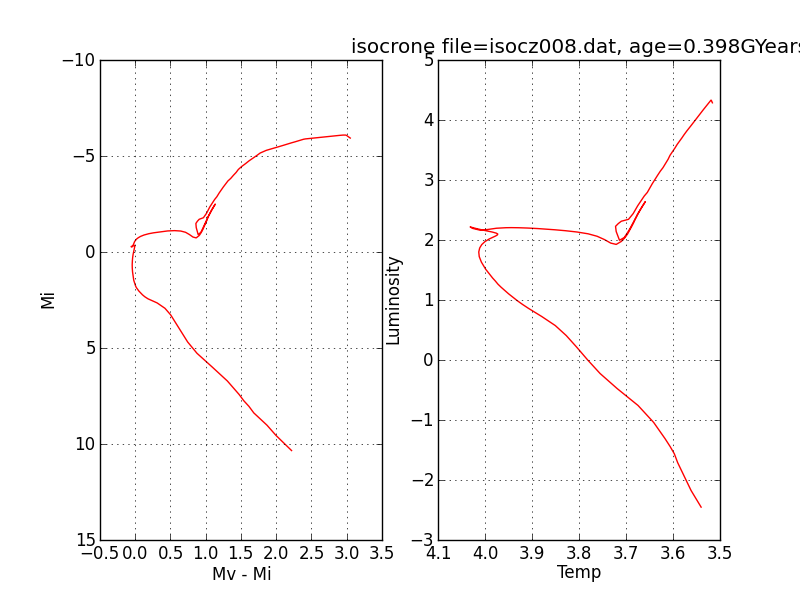 isocrone file=isocz008.dat, age=0.398GYears
−10
−5
0
5
10
15
Mi
−0.5 0.0 0.5 1.0 1.5 2.0 2.5 3.0 3.5
Mv - Mi
5
4
3
2
1
0
−1
−2
−3
Luminosity
4.1 4.0 3.9 3.8 3.7 3.6 3.5
Temp